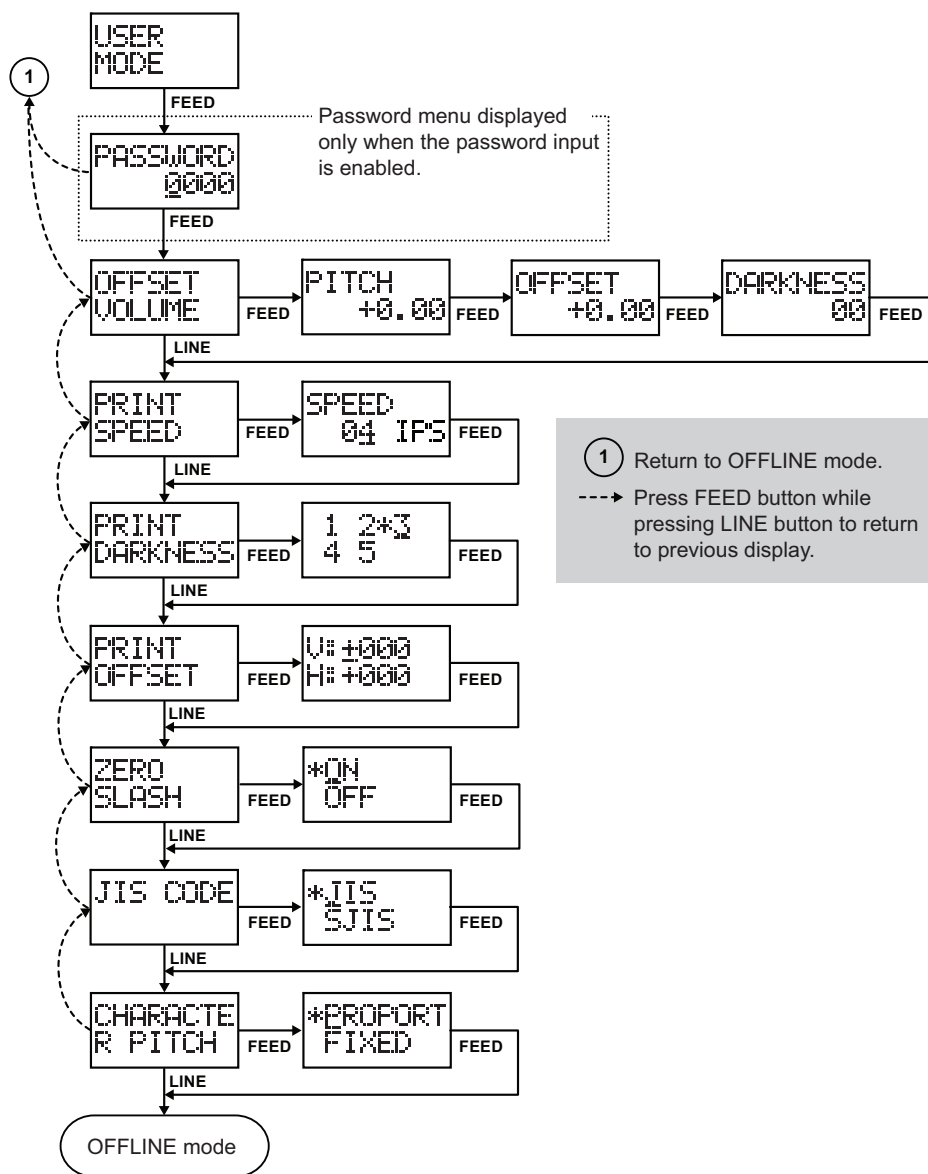 USER
MODE
1
FEED
Password menu displayed
only when the password input
is enabled.
PASSWORD
0000
FEED
OFFSET
VOLUME
FEED
PITCH
+0.00
FEED
OFFSET
+0.00
FEED
DARKNESS
00
FEED
LINE
PRINT
SPEED
FEED
SPEED
04 IPS
FEED
LINE
1 Return to OFFLINE mode.
Press FEED button while
pressing LINE button to return
to previous display.
PRINT
DARKNESS
FEED
1 2*3
4 5
FEED
LINE
PRINT
OFFSET
FEED
V:+000
H:+000
FEED
LINE
ZERO
SLASH
FEED
*ON
OFF
FEED
LINE
JIS CODE
FEED
*JIS
SJIS
FEED
LINE
CHARACTE
R PITCH
FEED
*PROPORT
FIXED
FEED
LINE
OFFLINE mode